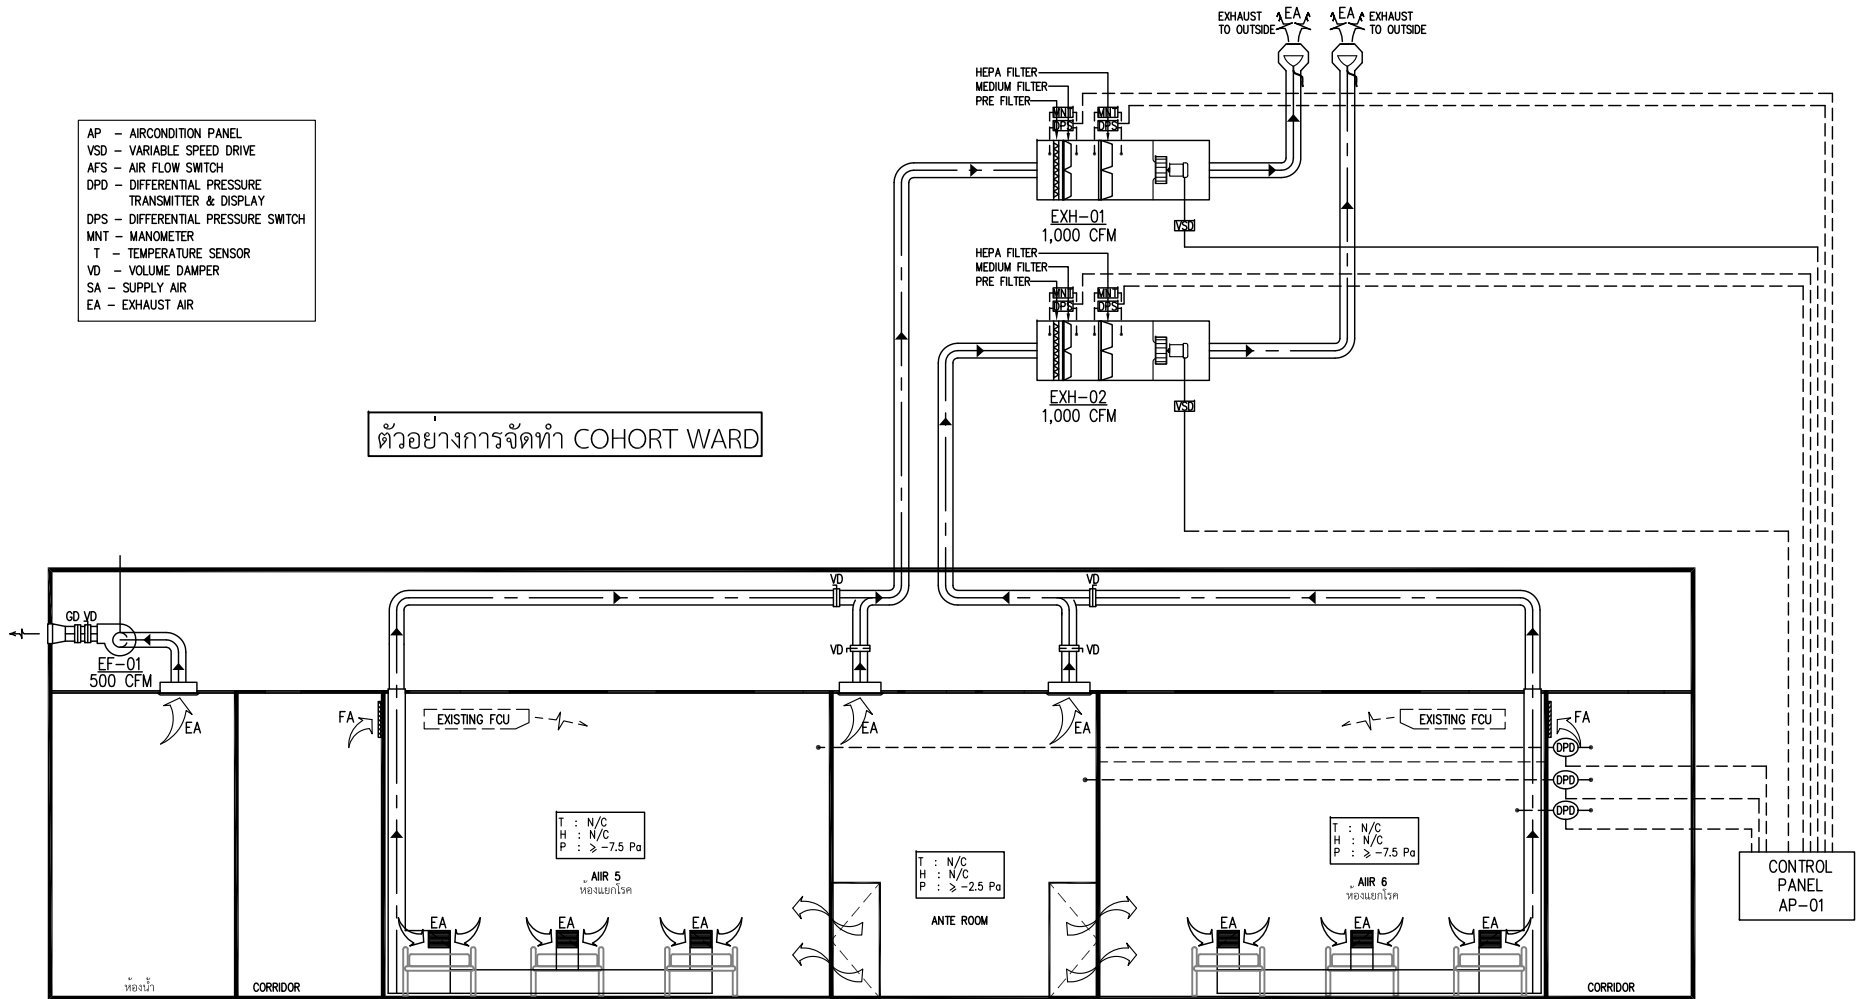 EXHAUST
TO OUTSIDE
EA
EA
EXHAUST
TO OUTSIDE
HEPA FILTER
MEDIUM FILTER
PRE FILTER
MNT
DPS
MNT
DPS
EXH-01
1,000 CFM
VSD
HEPA FILTER
MEDIUM FILTER
PRE FILTER
MNT
DPS
MNT
DPS
EXH-02
1,000 CFM
VSD
AP - AIRCONDITION PANEL
VSD - VARIABLE SPEED DRIVE
AFS - AIR FLOW SWITCH
DPD - DIFFERENTIAL PRESSURE
TRANSMITTER & DISPLAY
DPS - DIFFERENTIAL PRESSURE SWITCH
MNT - MANOMETER
T - TEMPERATURE SENSOR
VD - VOLUME DAMPER
SA - SUPPLY AIR
EA - EXHAUST AIR
ตัวอย่างการจัดทำ COHORT WARD
VD
VD
GD VD
EF-01
500 CFM
VD
VD
EA
FA
EXISTING FCU
EA
EA
EXISTING FCU
FA
DPD
DPD
DPD
T : N/C
H : N/C
P : ⩾ -7.5 Pa
AIIR 5
ห้องแยกโรค
T : N/C
H : N/C
P : ⩾ -2.5 Pa
ANTE ROOM
T : N/C
H : N/C
P : ⩾ -7.5 Pa
AIIR 6
ห้องแยกโรค
CONTROL
PANEL
AP-01
EA
EA
EA
EA
EA
EA
ห้องน้ำ
CORRIDOR
CORRIDOR